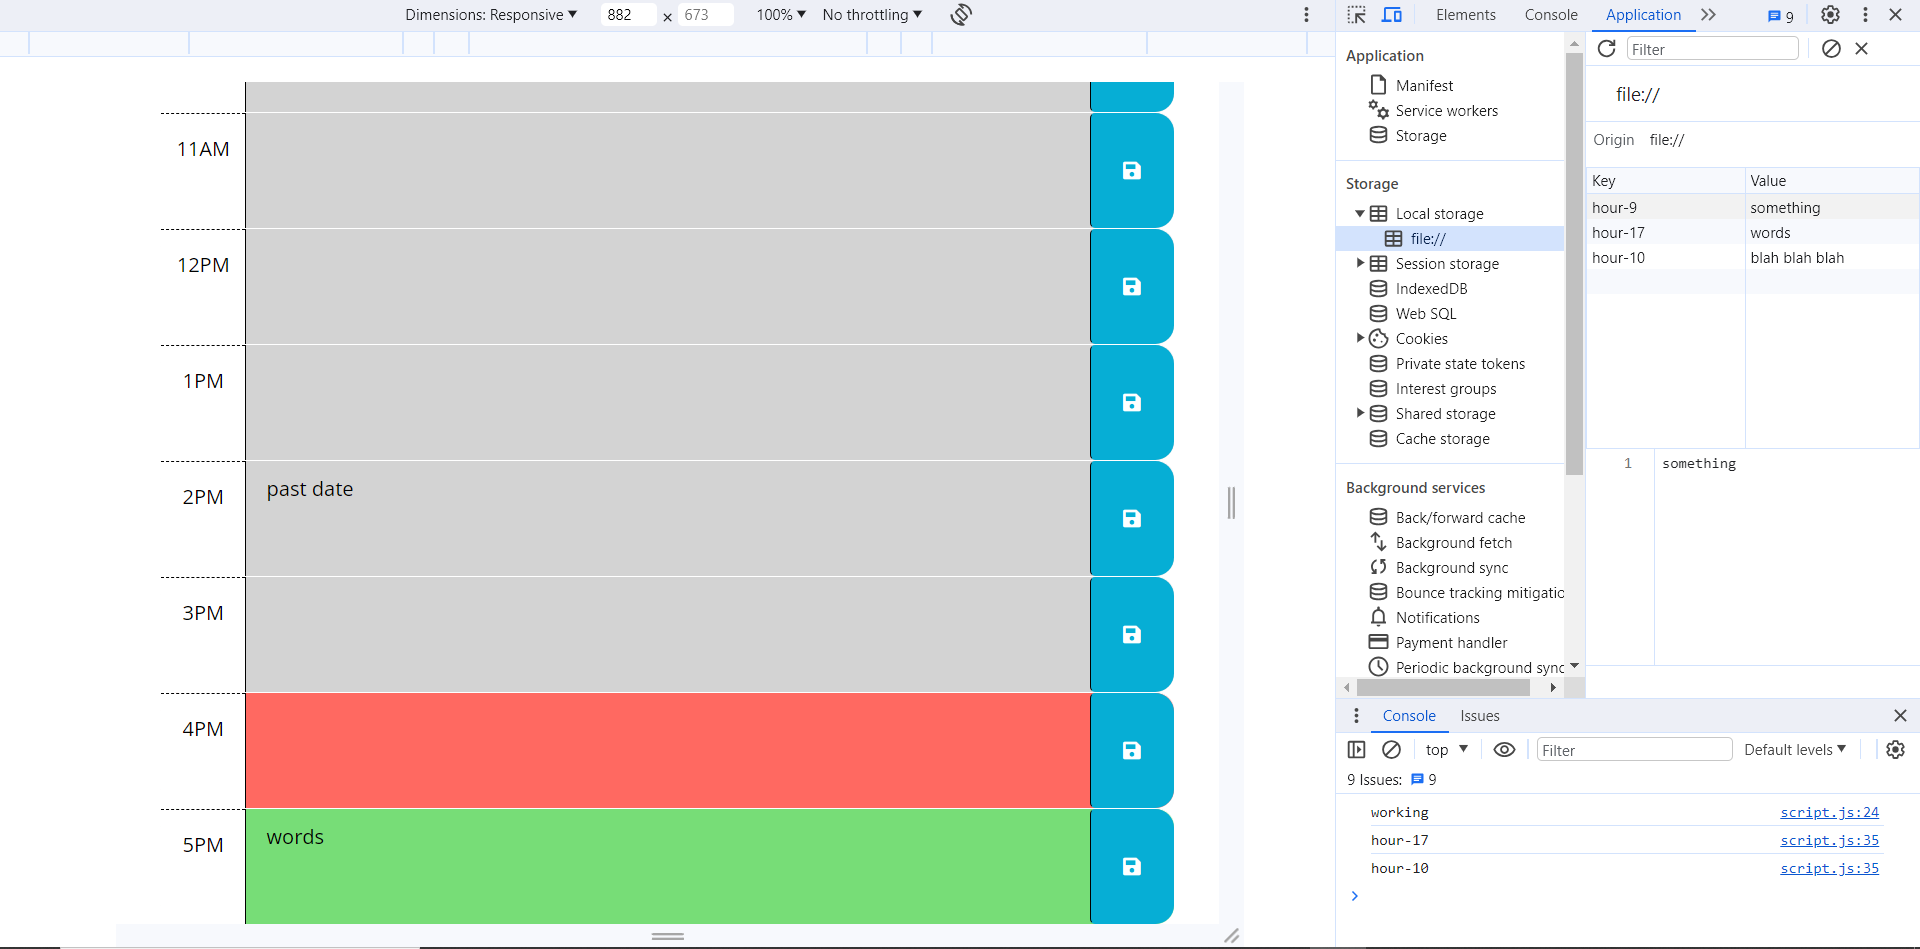 Dimensions: Responsive ▼ 882 × 673 100% ▼ No throttling ▼
Elements Console Application 9
Filter
Application
Manifest
Service workers
Storage
file://
Origin file://
Storage
Local storage
file://
Session storage
IndexedDB
Web SQL
Cookies
Private state tokens
Interest groups
Shared storage
Cache storage
Key Value
hour-9 something
hour-17 words
hour-10 blah blah blah
1 something
Background services
Back/forward cache
Background fetch
Background sync
Bounce tracking mitigatio
Notifications
Payment handler
Periodic background sync
11AM
12PM
1PM
2PM past date
3PM
4PM
5PM words
Console Issues
top ▼ Filter Default levels ▼
9 Issues: 9
working script.js:24
hour-17 script.js:35
hour-10 script.js:35